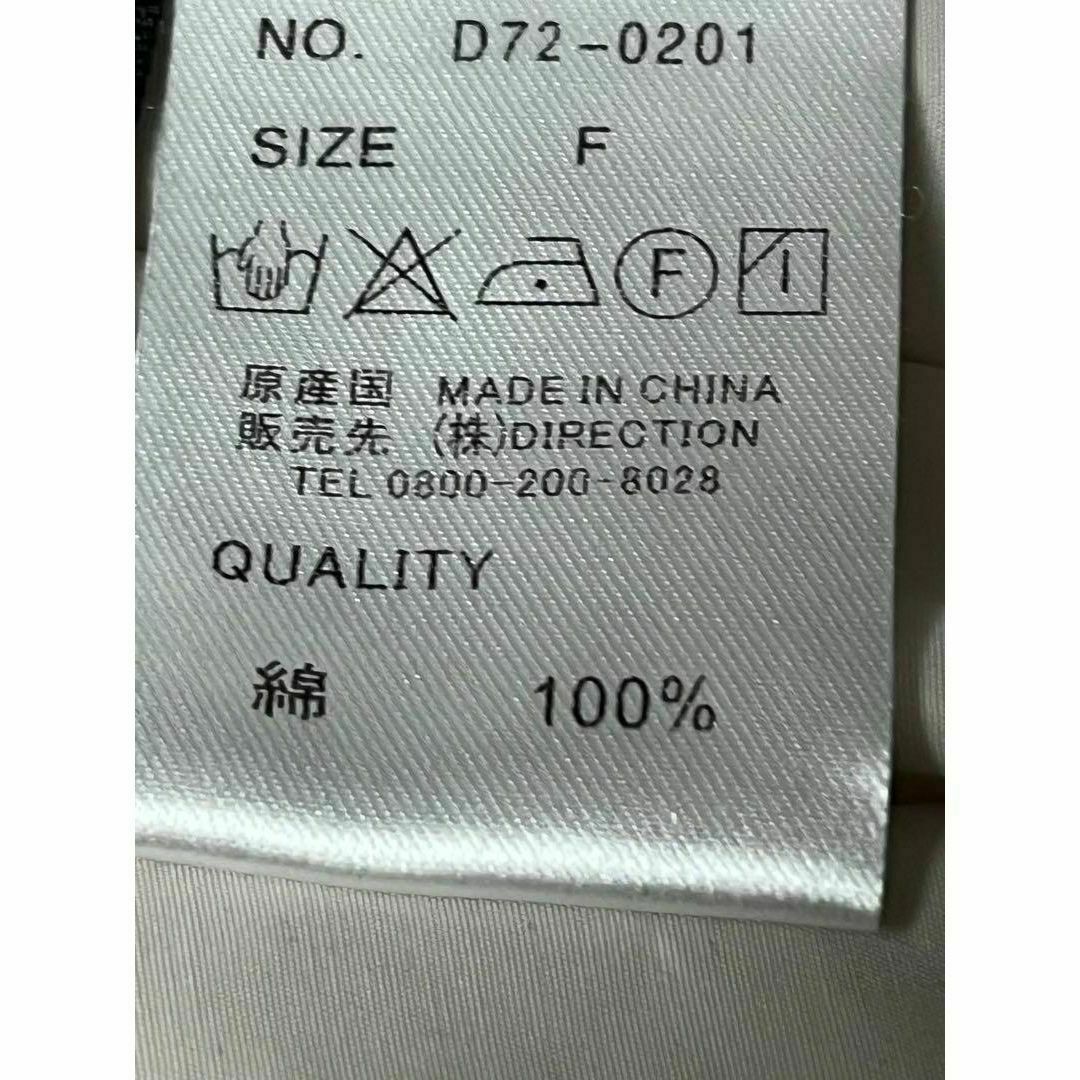 NO. D72-0201
SIZE F
F
原産国 MADE IN CHINA
販売先 (株)DIRECTION
TEL 0800-200-8028
QUALITY
綿 100%